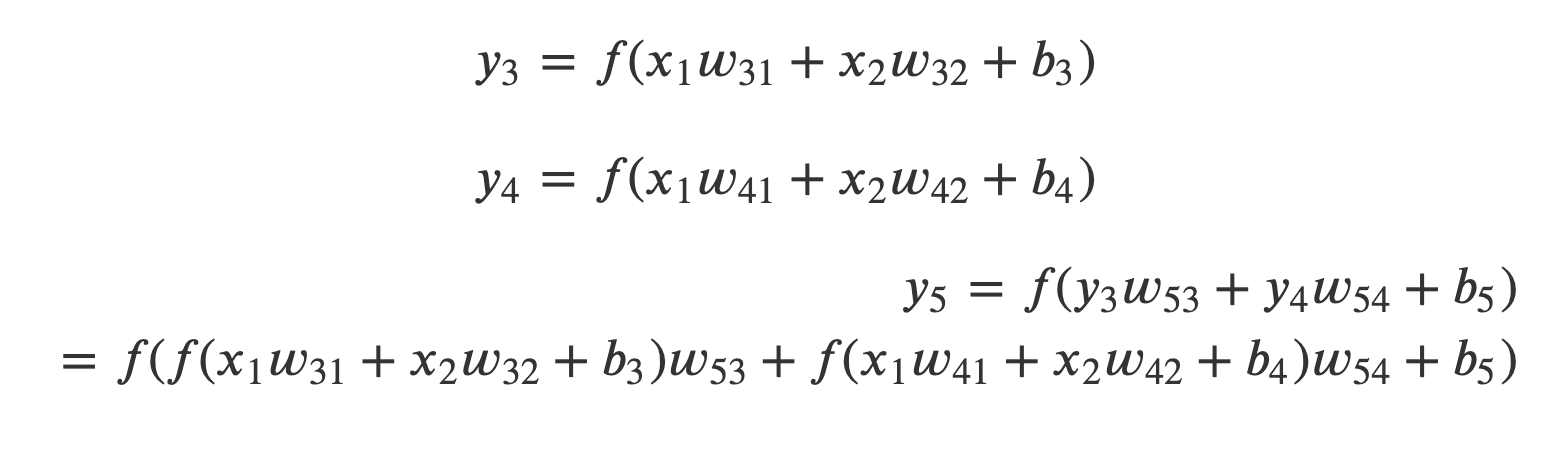 y₃ = f(x₁w₃₁ + x₂w₃₂ + b₃)
y₄ = f(x₁w₄₁ + x₂w₄₂ + b₄)
y₅ = f(y₃w₅₃ + y₄w₅₄ + b₅)
= f(f(x₁w₃₁ + x₂w₃₂ + b₃)w₅₃ + f(x₁w₄₁ + x₂w₄₂ + b₄)w₅₄ + b₅)